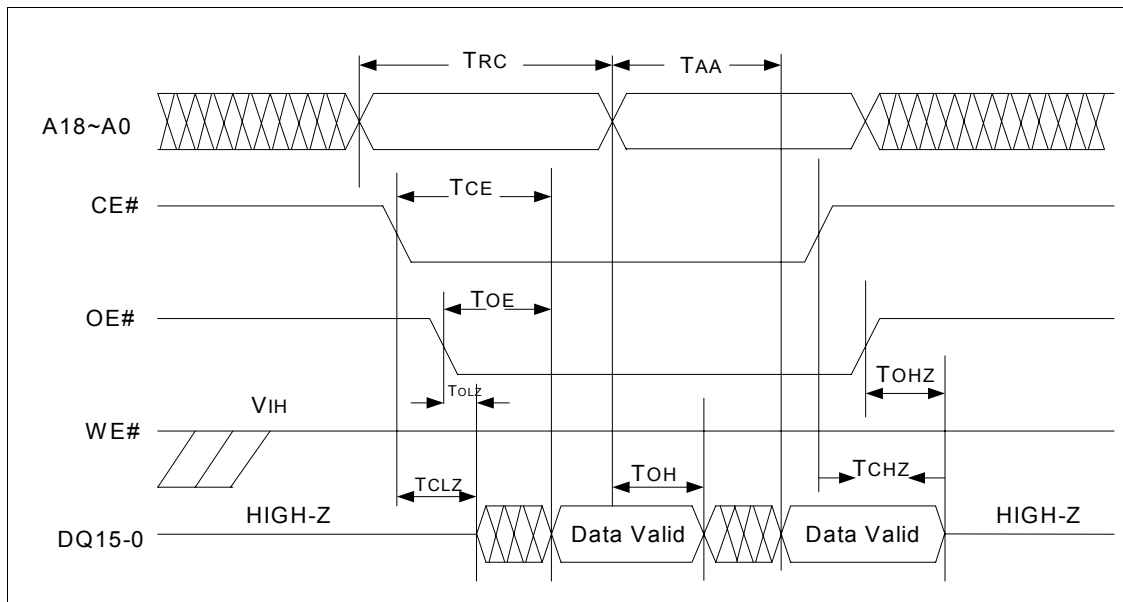 TRC
TAA
A18~A0
TCE
CE#
TOE
OE#
TOLZ
TOHZ
VIH
WE#
TCLZ
TOH
TCHZ
HIGH-Z
Data Valid
Data Valid
HIGH-Z
DQ15-0